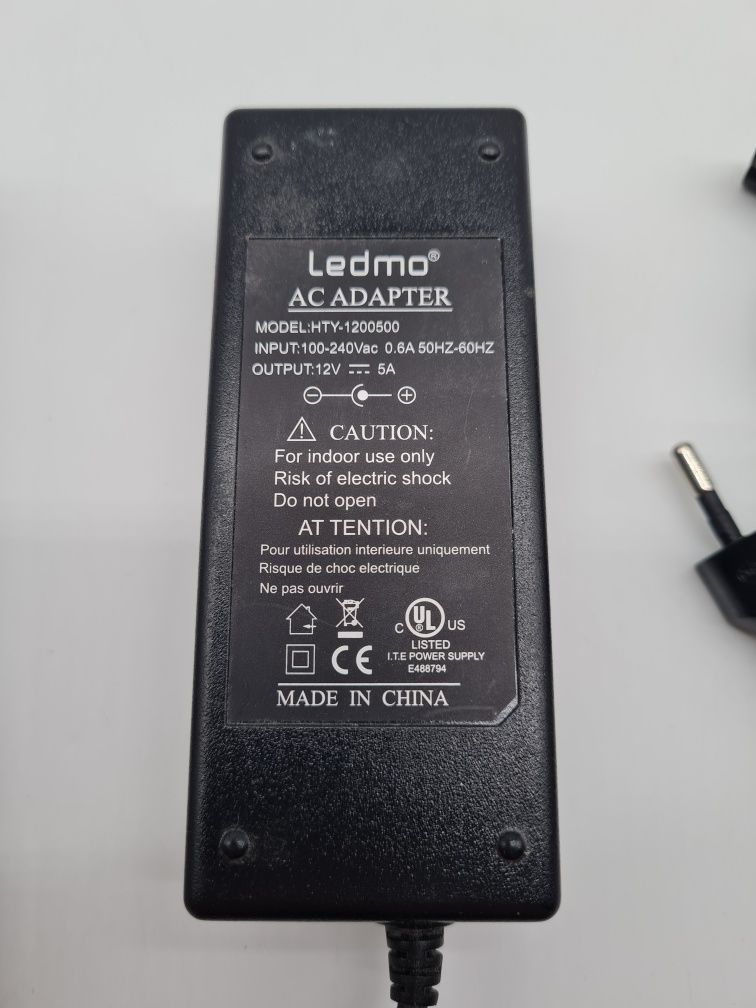 Ledmo®
AC ADAPTER
MODEL:HTY-1200500
INPUT:100-240Vac 0.6A 50HZ-60HZ
OUTPUT:12V ⎓ 5A
CAUTION:
For indoor use only
Risk of electric shock
Do not open
AT TENTION:
Pour utilisation interieure uniquement
Risque de choc electrique
Ne pas ouvrir
C UL® US
LISTED
I.T.E POWER SUPPLY
E488794
CE
MADE IN CHINA